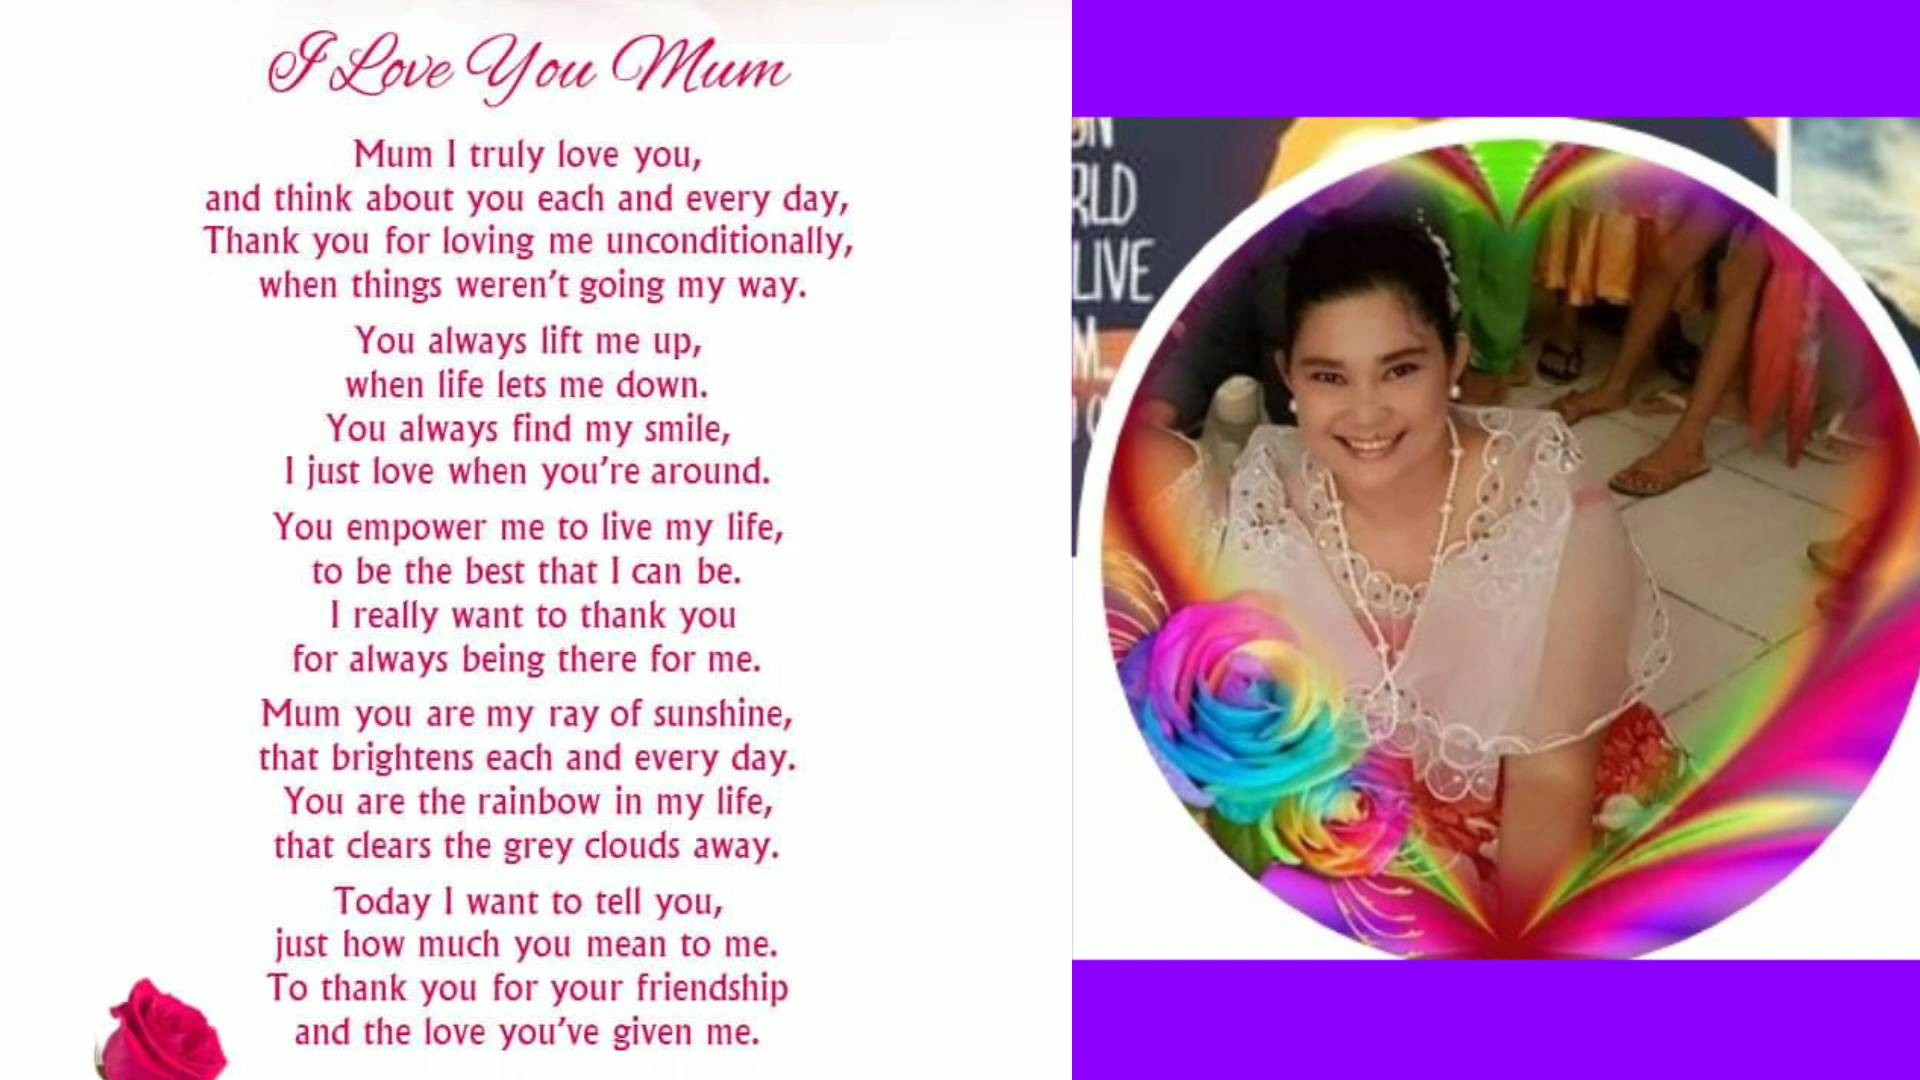 I Love You Mum
Mum I truly love you,
and think about you each and every day,
Thank you for loving me unconditionally,
when things weren't going my way.
You always lift me up,
when life lets me down.
You always find my smile,
I just love when you're around.
You empower me to live my life,
to be the best that I can be.
I really want to thank you
for always being there for me.
Mum you are my ray of sunshine,
that brightens each and every day.
You are the rainbow in my life,
that clears the grey clouds away.
Today I want to tell you,
just how much you mean to me.
To thank you for your friendship
and the love you've given me.
LIVE